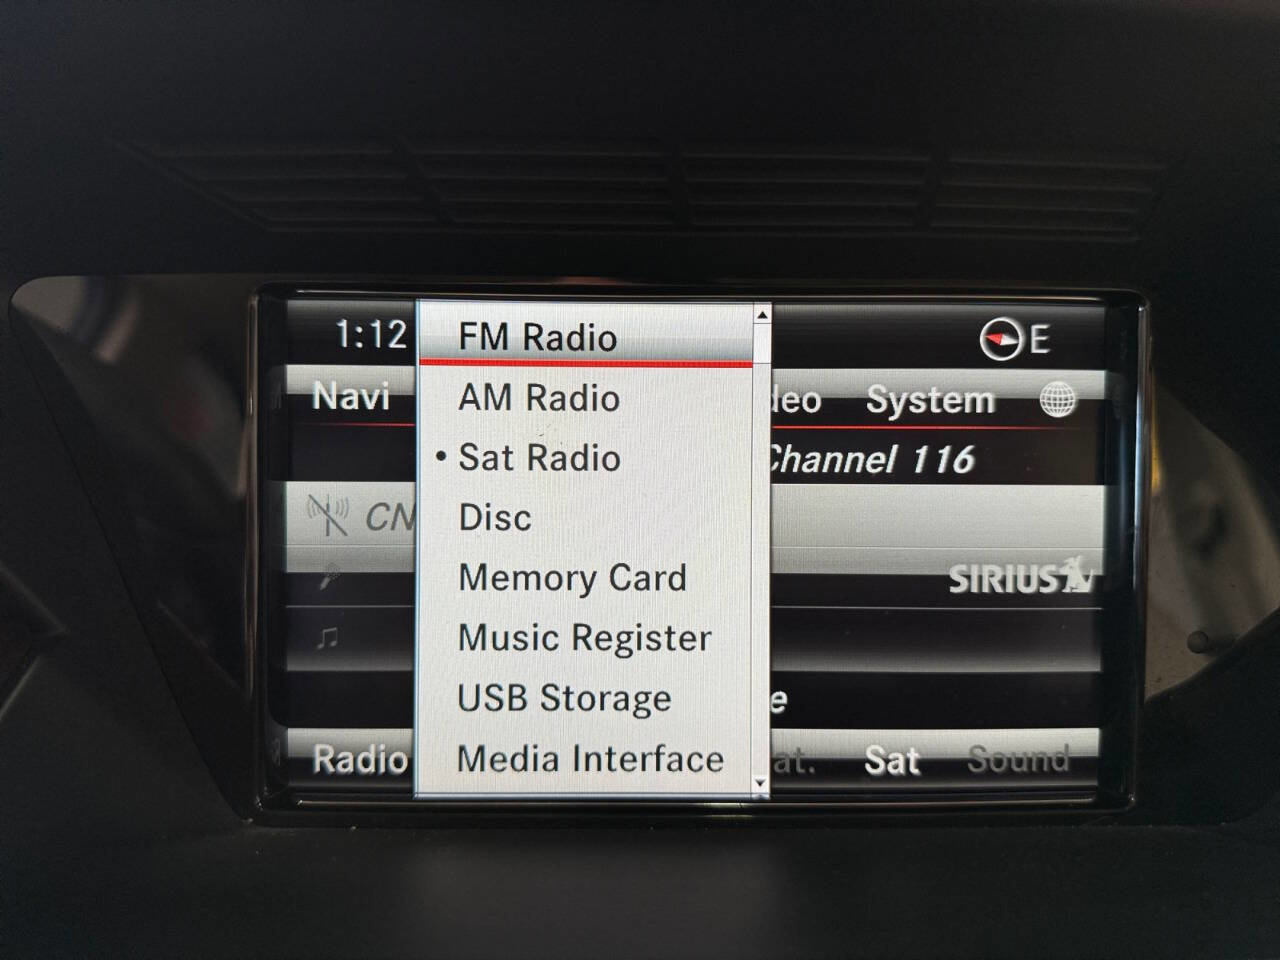 1:12
E
FM Radio
AM Radio
• Sat Radio
Disc
Memory Card
Music Register
USB Storage
Media Interface
Navi
System
Channel 116
SIRIUS
Radio
Sat
Sound